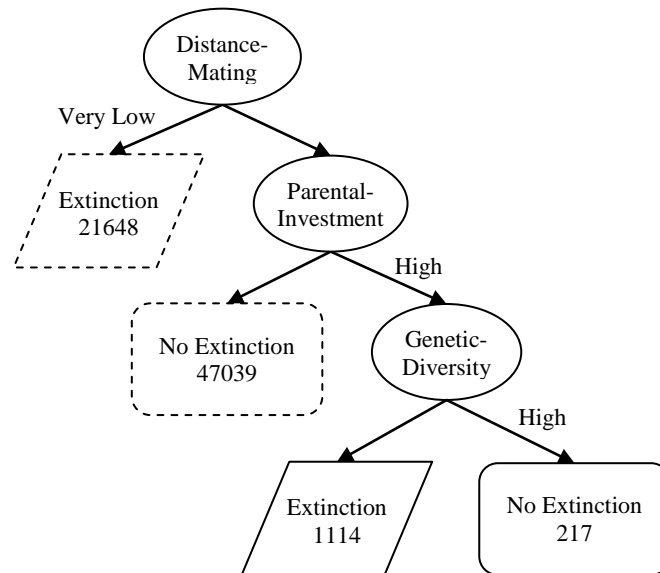 Distance-
Mating
Very Low
Extinction
21648
Parental-
Investment
High
No Extinction
47039
Genetic-
Diversity
High
Extinction
1114
No Extinction
217